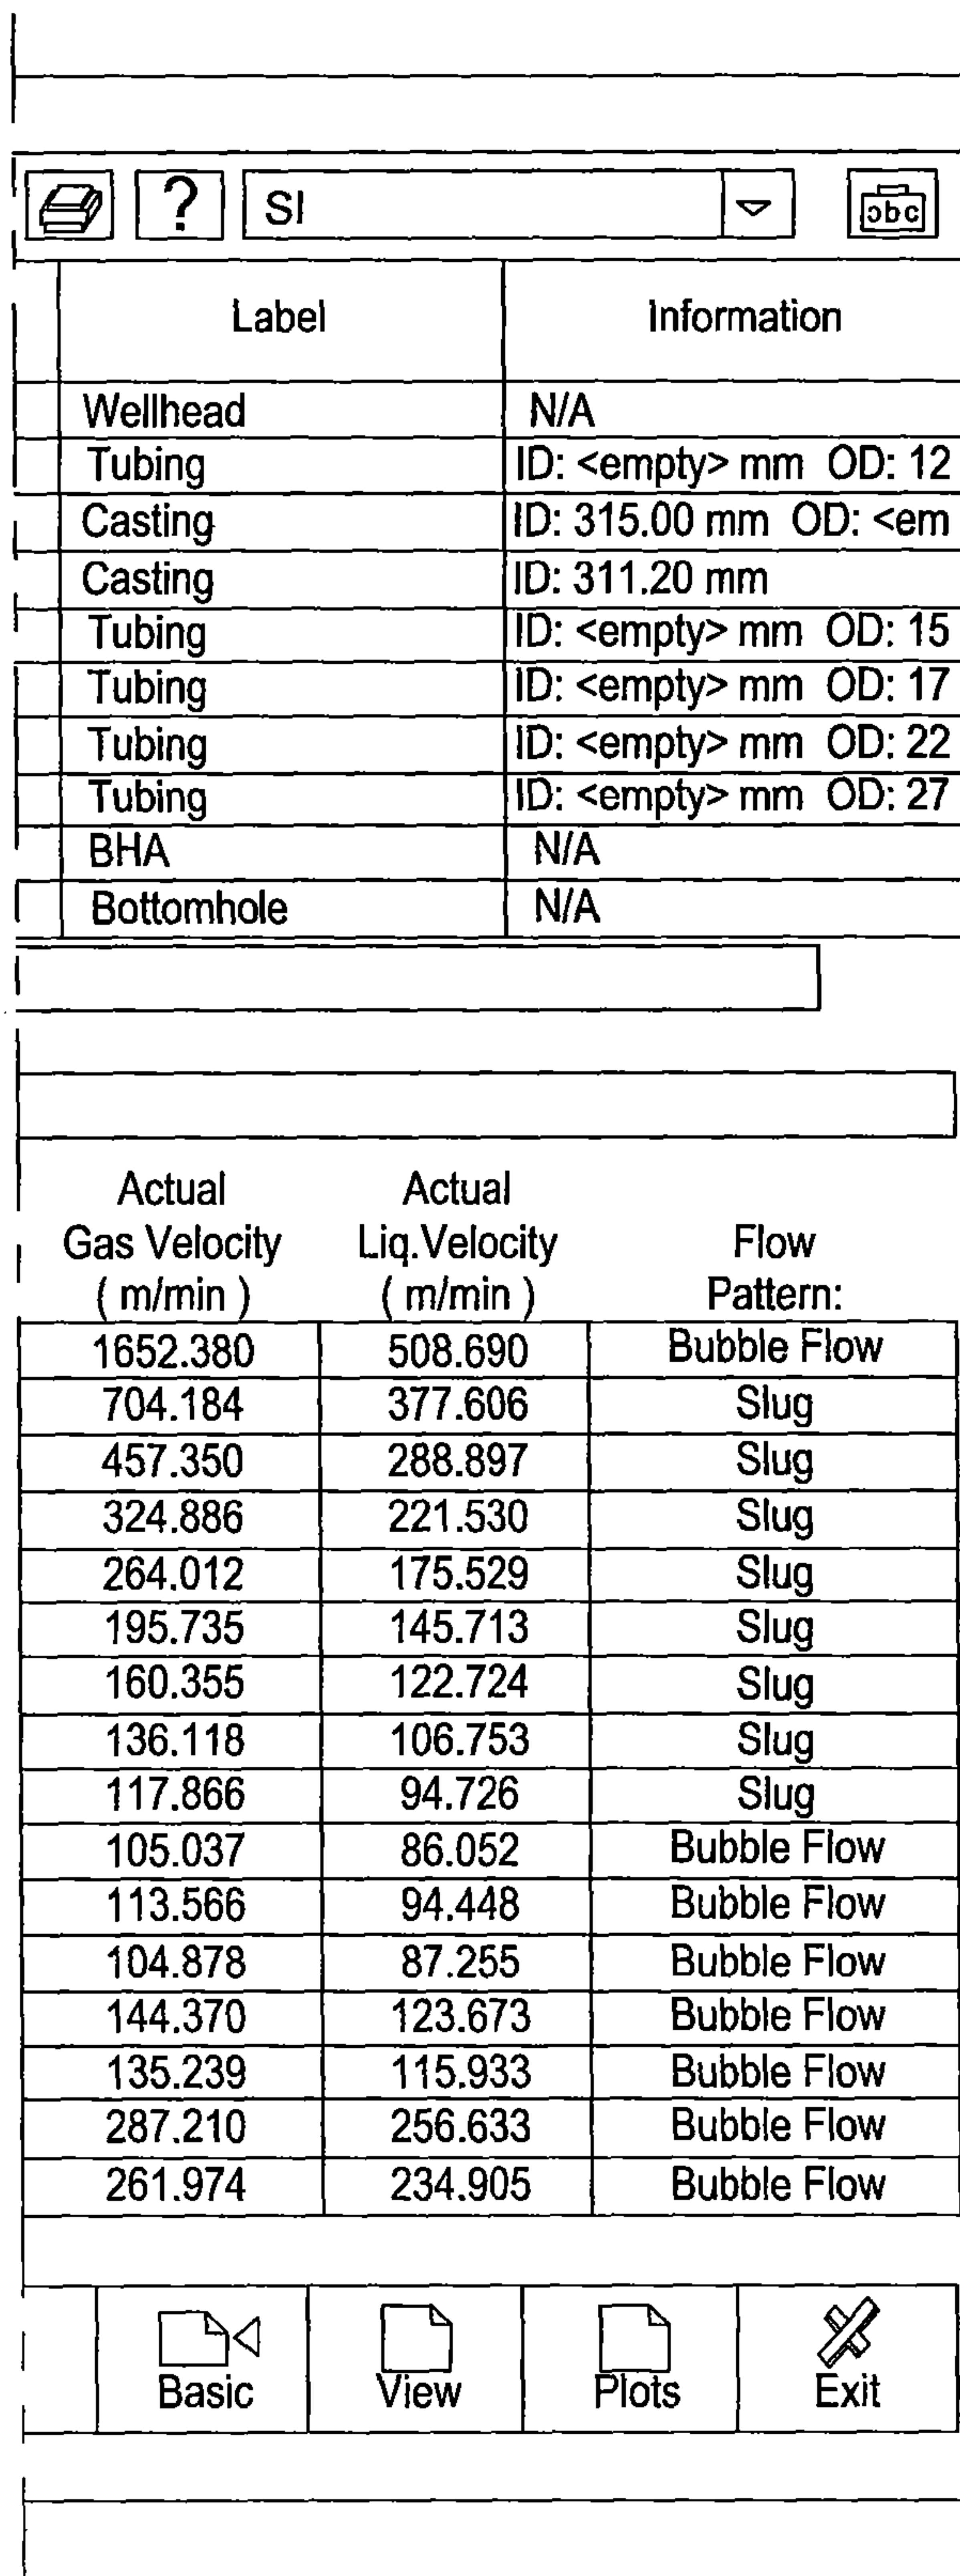 ? SI abc
Label Information
Wellhead N/A
Tubing ID: <empty> mm OD: 12
Casting ID: 315.00 mm OD: <em
Casting ID: 311.20 mm
Tubing ID: <empty> mm OD: 15
Tubing ID: <empty> mm OD: 17
Tubing ID: <empty> mm OD: 22
Tubing ID: <empty> mm OD: 27
BHA N/A
Bottomhole N/A
Actual Actual
Gas Velocity Liq.Velocity Flow
( m/min ) ( m/min ) Pattern:
1652.380 508.690 Bubble Flow
704.184 377.606 Slug
457.350 288.897 Slug
324.886 221.530 Slug
264.012 175.529 Slug
195.735 145.713 Slug
160.355 122.724 Slug
136.118 106.753 Slug
117.866 94.726 Slug
105.037 86.052 Bubble Flow
113.566 94.448 Bubble Flow
104.878 87.255 Bubble Flow
144.370 123.673 Bubble Flow
135.239 115.933 Bubble Flow
287.210 256.633 Bubble Flow
261.974 234.905 Bubble Flow
Basic View Plots Exit